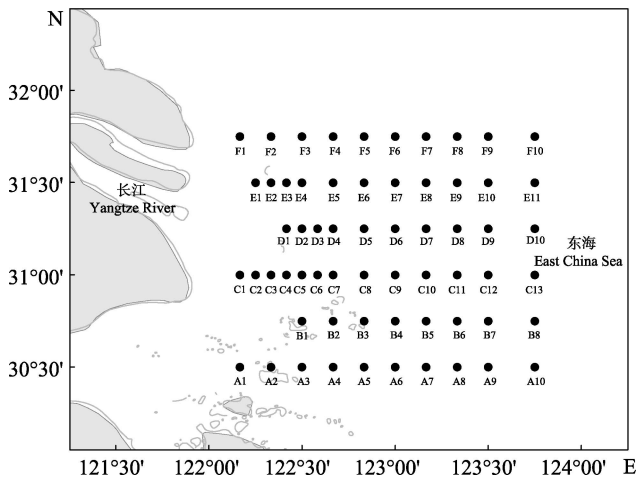 N
32°00'
F1 F2 F3 F4 F5 F6 F7 F8 F9 F10
31°30'
长江
Yangtze River
E1 E2 E3 E4 E5 E6 E7 E8 E9 E10 E11
D1 D2 D3 D4 D5 D6 D7 D8 D9 D10
东海
East China Sea
31°00'
C1 C2 C3 C4 C5 C6 C7 C8 C9 C10 C11 C12 C13
B1 B2 B3 B4 B5 B6 B7 B8
30°30'
A1 A2 A3 A4 A5 A6 A7 A8 A9 A10
121°30' 122°00' 122°30' 123°00' 123°30' 124°00' E